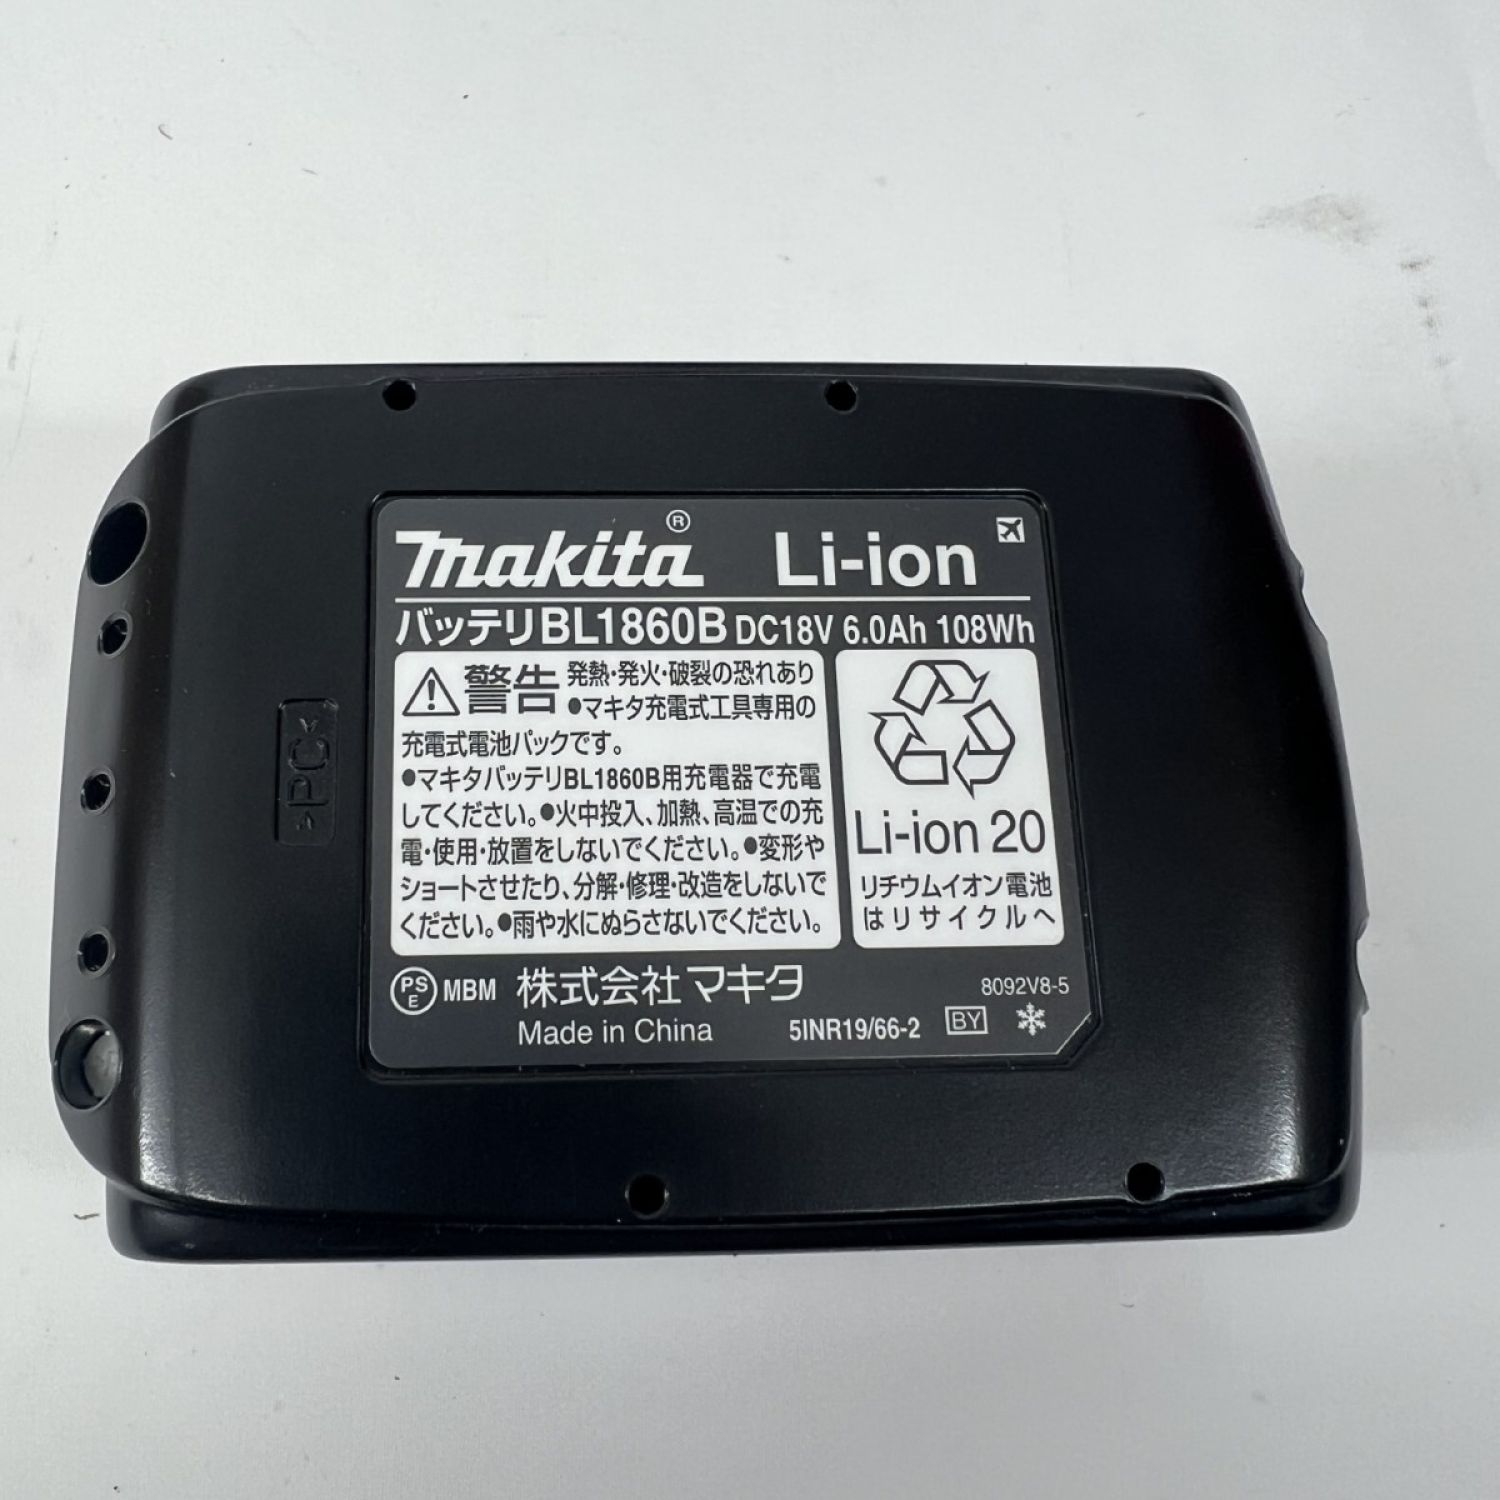 makita® Li-ion
バッテリBL1860B DC18V 6.0Ah 108Wh
警告 発熱・発火・破裂の恐れあり
●マキタ充電式工具専用の
充電式電池パックです。
●マキタバッテリBL1860B用充電器で充電
してください。●火中投入、加熱、高温での充
電・使用・放置をしないでください。●変形や
ショートさせたり、分解・修理・改造をしないで
ください。●雨や水にぬらさないでください。
Li-ion 20
リチウムイオン電池
はリサイクルへ
PSE MBM 株式会社マキタ
8092V8-5
Made in China 5INR19/66-2 BY
>PC<